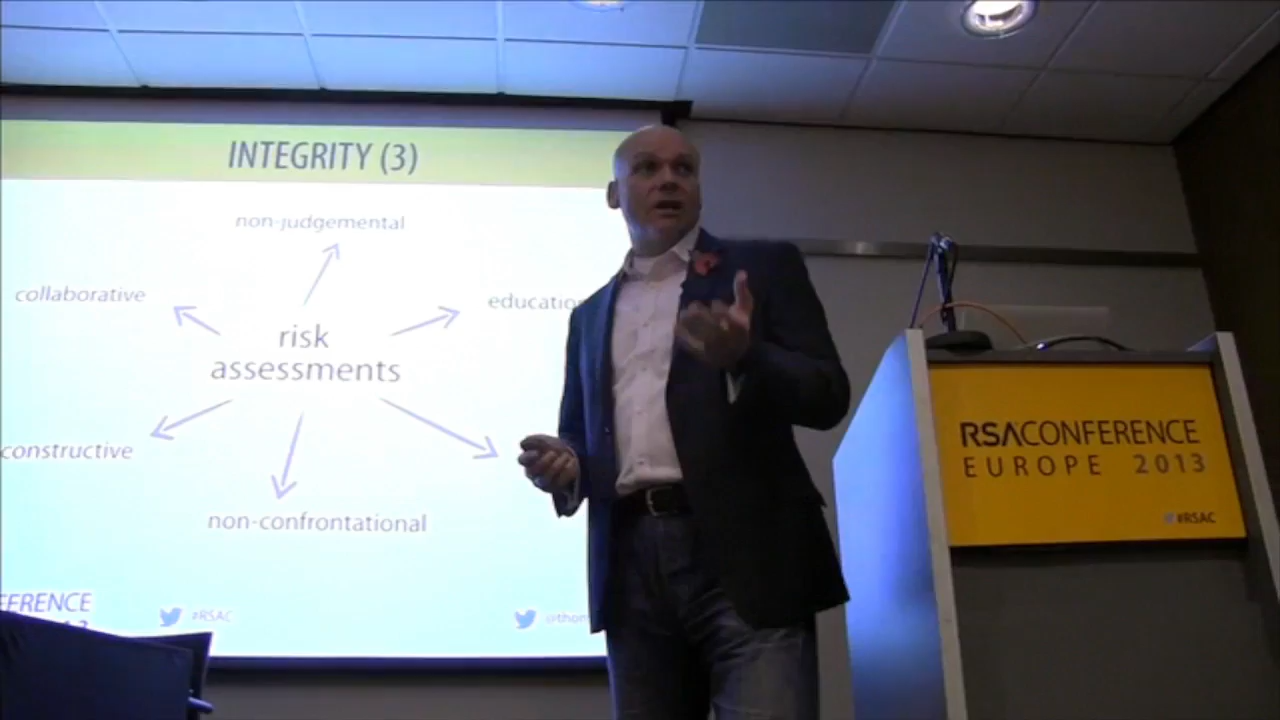 INTEGRITY (3)
non-judgemental
collaborative
risk
assessments
constructive
non-confrontational
#RSAC
RSACONFERENCE
EUROPE 2013
#RSAC